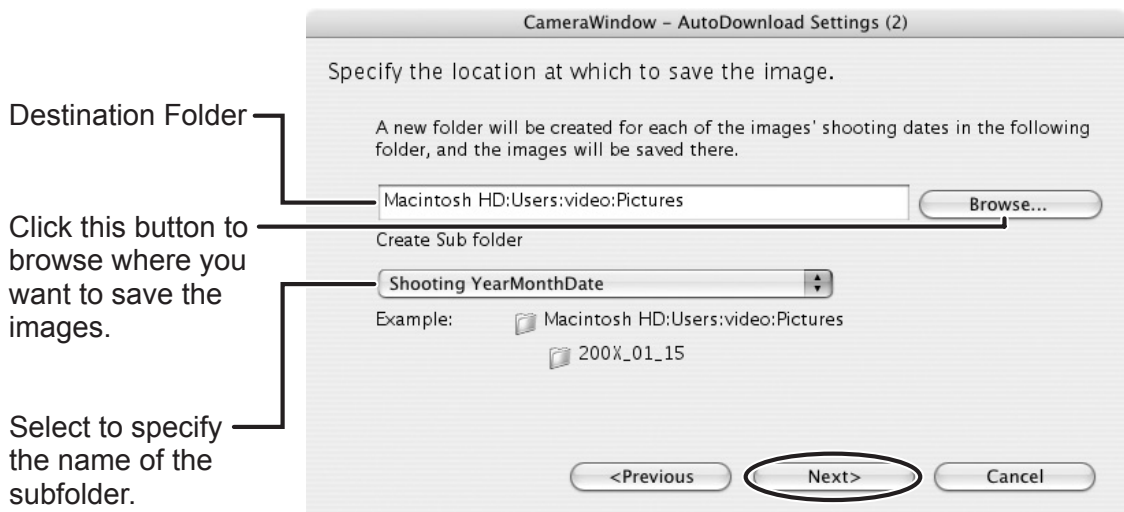 CameraWindow – AutoDownload Settings (2)
Specify the location at which to save the image.
Destination Folder
A new folder will be created for each of the images' shooting dates in the following
folder, and the images will be saved there.
Macintosh HD:Users:video:Pictures
Browse...
Click this button to
browse where you
want to save the
images.
Create Sub folder
Shooting YearMonthDate
Example:
Macintosh HD:Users:video:Pictures
200X_01_15
Select to specify
the name of the
subfolder.
<Previous
Next>
Cancel